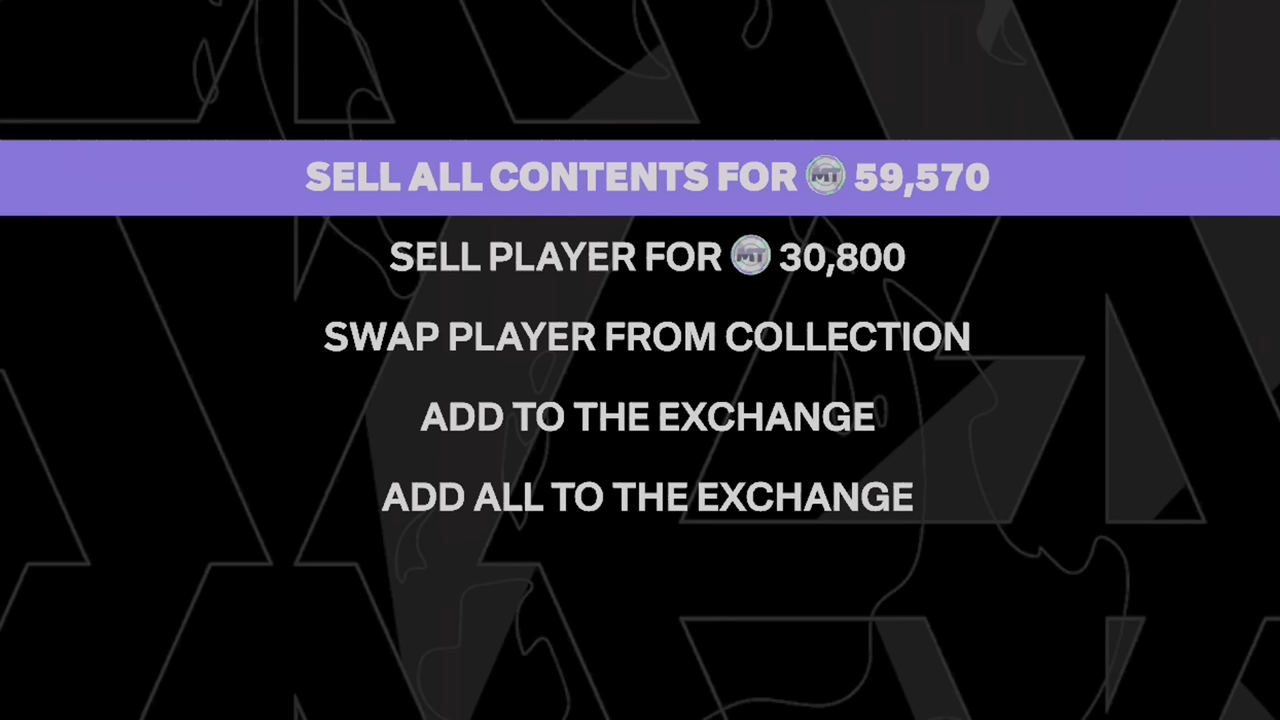 SELL ALL CONTENTS FOR MT 59,570
SELL PLAYER FOR MT 30,800
SWAP PLAYER FROM COLLECTION
ADD TO THE EXCHANGE
ADD ALL TO THE EXCHANGE